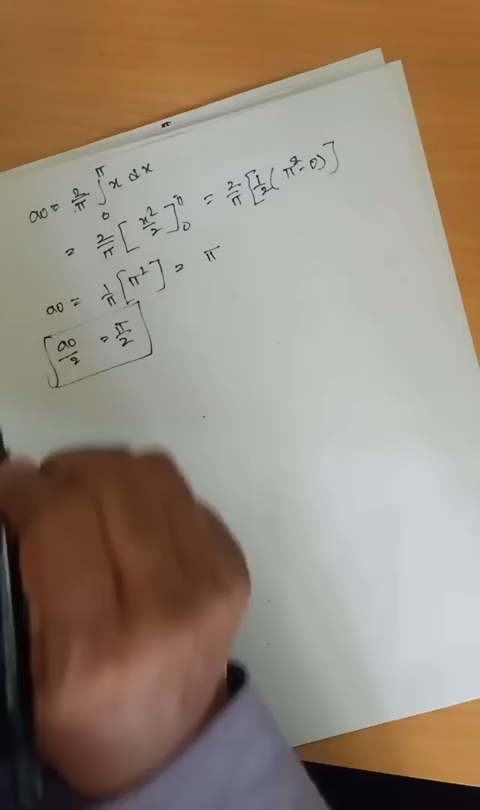 a0 = 2/π ∫₀^π x dx
= 2/π [x²/2]₀^π = 2/π [1/2 (π² - 0)]
a0 = 1/π [π²] = π
a0/2 = π/2